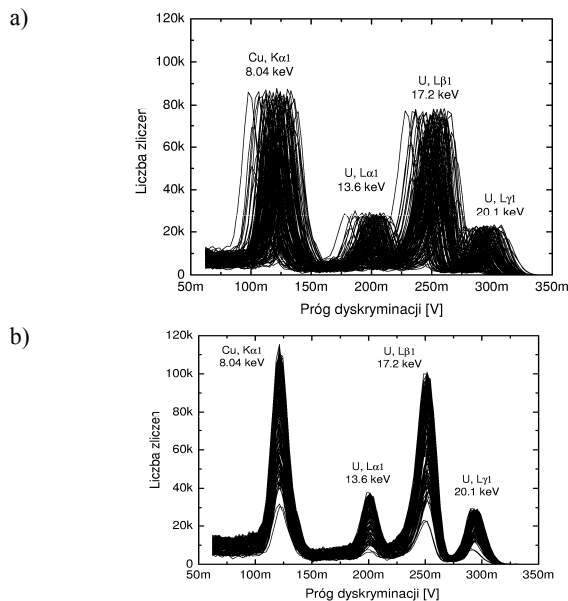 a)
120k
100k
80k
60k
40k
20k
0
Liczba zliczeń
Cu, Kα1
8.04 keV
U, Lβ1
17.2 keV
U, Lα1
13.6 keV
U, Lγ1
20.1 keV
50m 100m 150m 200m 250m 300m 350m
Próg dyskryminacji [V]
b)
120k
100k
80k
60k
40k
20k
0
Liczba zliczeń
Cu, Kα1
8.04 keV
U, Lβ1
17.2 keV
U, Lα1
13.6 keV
U, Lγ1
20.1 keV
50m 100m 150m 200m 250m 300m 350m
Próg dyskryminacji [V]